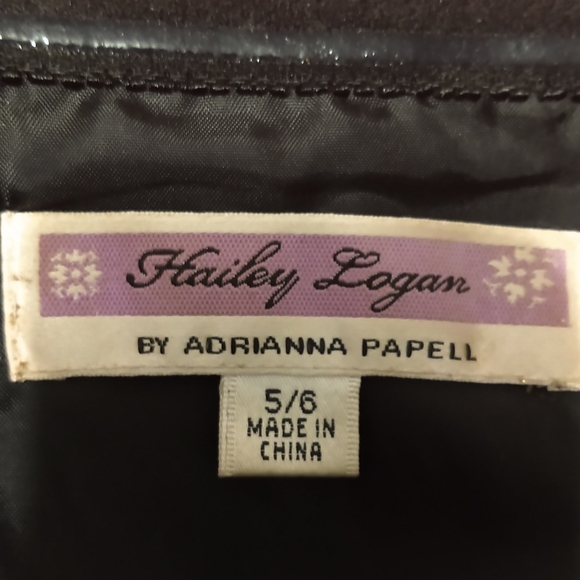 Hailey Logan
BY ADRIANNA PAPELL
5/6
MADE IN
CHINA